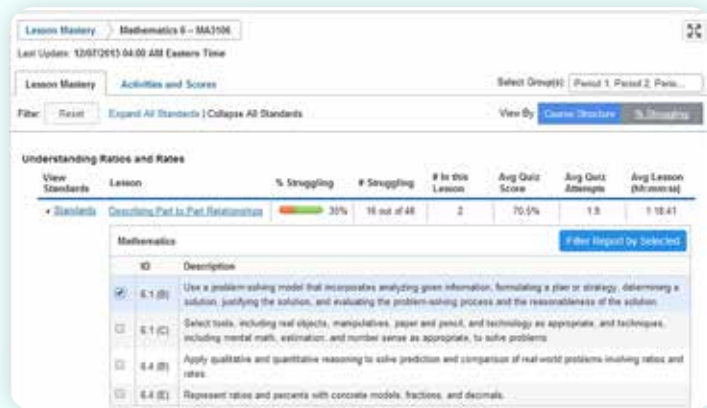 Lesson Mastery Mathematics 6 – MA3106
Last Update: 12/07/2013 04:00 AM Eastern Time
Lesson Mastery Activities and Scores Select Group(s): Period 1, Period 2, Perio...
Filter: Reset Expand All Standards | Collapse All Standards View By: Course Structure % Struggling
Understanding Ratios and Rates
View Standards Lesson % Struggling # Struggling # In this Lesson Avg Quiz Score Avg Quiz Attempts Avg Lesson (hh:mm:ss)
Standards Describing Part to Part Relationships 35% 16 out of 46 2 70.5% 1.5 1:18:41
Mathematics Filter Report by Selected
ID Description
6.1 (B) Use a problem-solving model that incorporates analyzing given information, formulating a plan or strategy, determining a
solution, justifying the solution, and evaluating the problem-solving process and the reasonableness of the solution.
6.1 (C) Select tools, including real objects, manipulatives, paper and pencil, and technology as appropriate, and techniques,
including mental math, estimation, and number sense as appropriate, to solve problems.
6.4 (B) Apply qualitative and quantitative reasoning to solve prediction and comparison of real-world problems involving ratios and
rates.
6.4 (E) Represent ratios and percents with concrete models, fractions, and decimals.